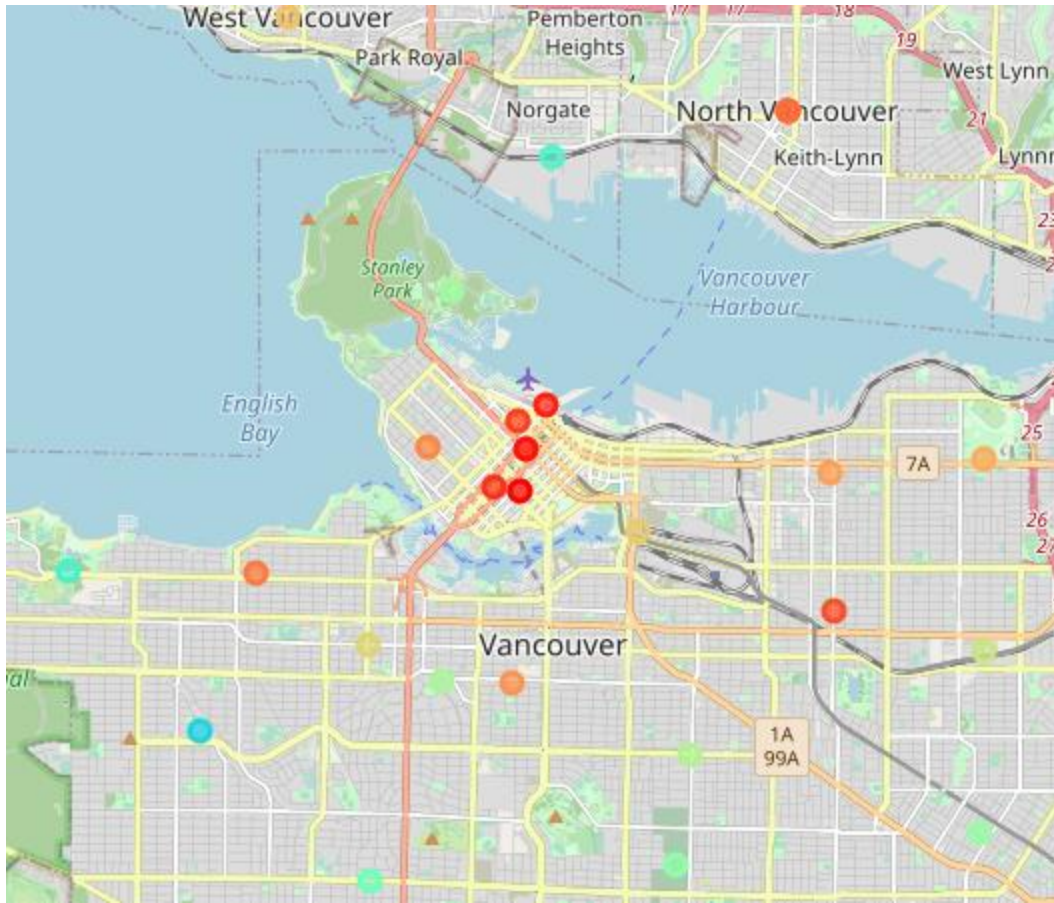 17
17
18
West Vancouver
Pemberton
Heights
19
Park Royal
West Lynn
Norgate
North Vancouver
21
Keith-Lynn
Lynn
23
Stanley
Park
Vancouver
Harbour
English
Bay
25
7A
26
27
Vancouver
1A
99A